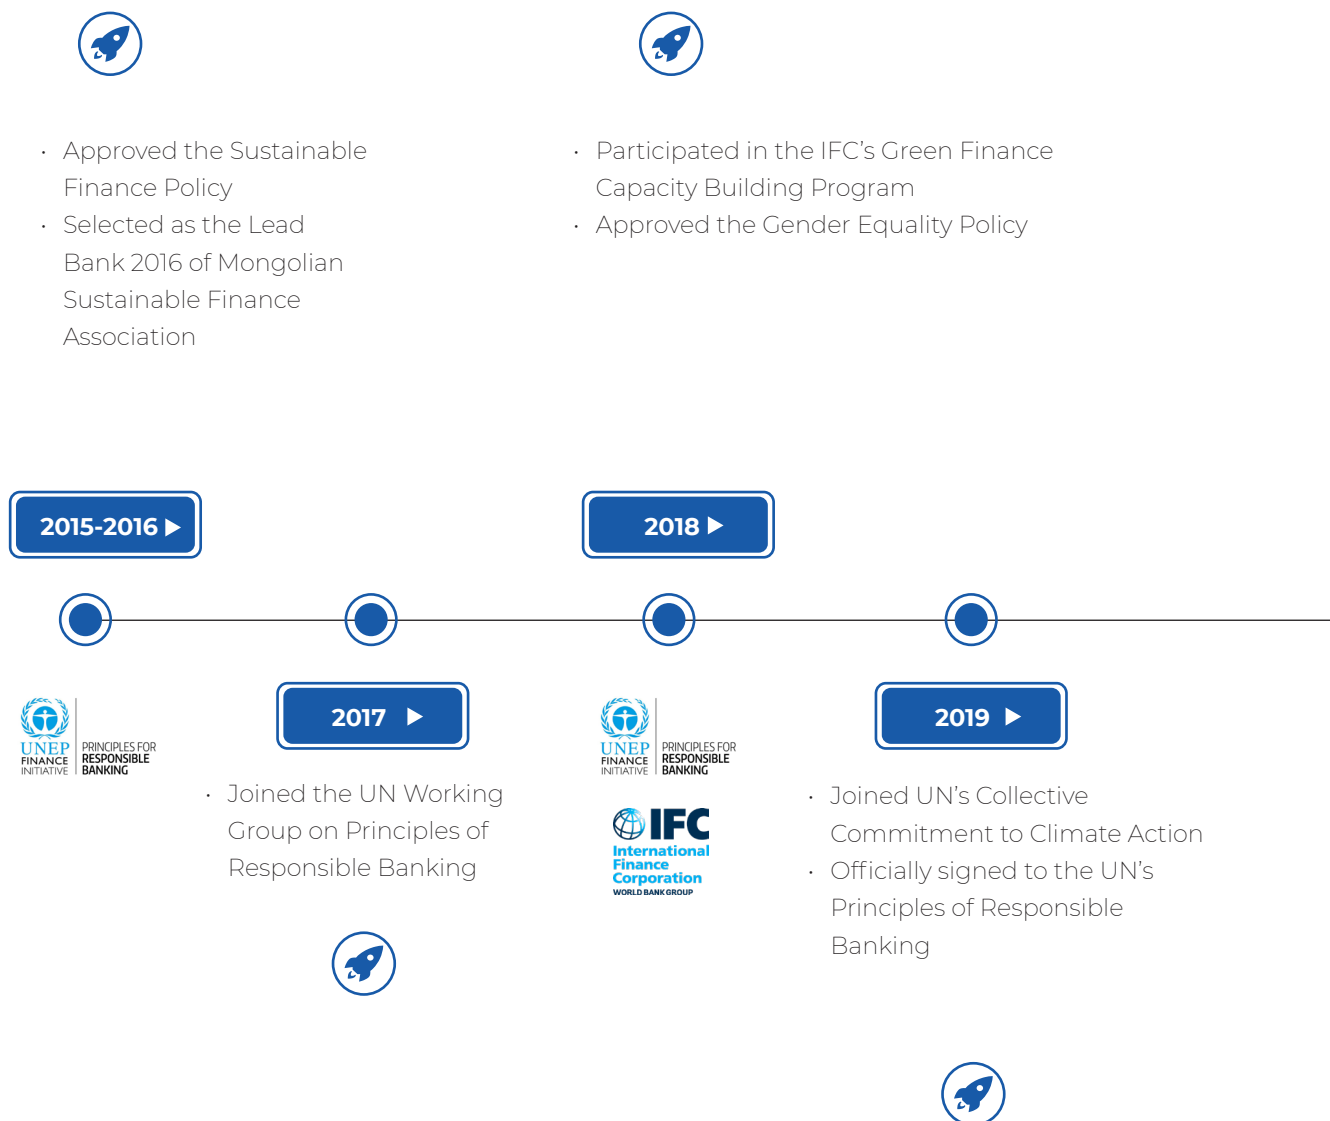 · Approved the Sustainable
Finance Policy
· Selected as the Lead
Bank 2016 of Mongolian
Sustainable Finance
Association
· Participated in the IFC's Green Finance
Capacity Building Program
· Approved the Gender Equality Policy
2015-2016
2018
2017
2019
UNEP
FINANCE
INITIATIVE
PRINCIPLES FOR
RESPONSIBLE
BANKING
· Joined the UN Working
Group on Principles of
Responsible Banking
UNEP
FINANCE
INITIATIVE
PRINCIPLES FOR
RESPONSIBLE
BANKING
IFC
International
Finance
Corporation
WORLD BANK GROUP
· Joined UN's Collective
Commitment to Climate Action
· Officially signed to the UN's
Principles of Responsible
Banking